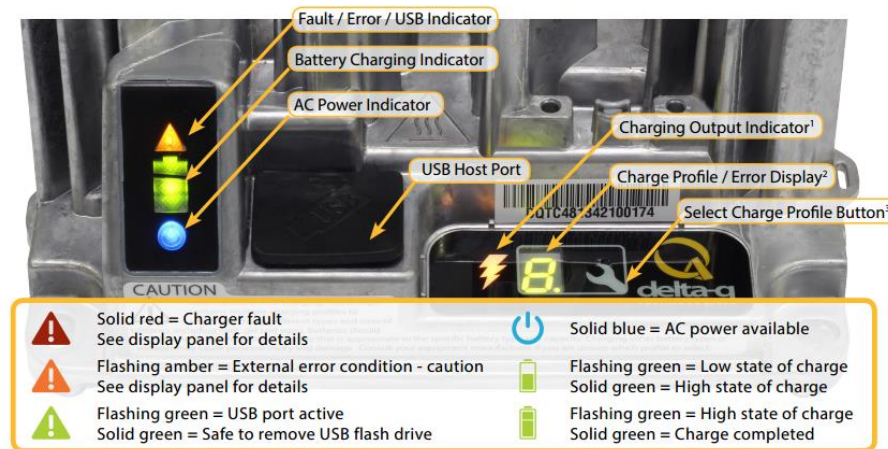 Fault / Error / USB Indicator
Battery Charging Indicator
AC Power Indicator
Charging Output Indicator¹
USB Host Port
Charge Profile / Error Display²
Select Charge Profile Button³
QTC481342100174
8.
CAUTION
delta-q
Solid red = Charger fault
See display panel for details
Flashing amber = External error condition - caution
See display panel for details
Flashing green = USB port active
Solid green = Safe to remove USB flash drive
Solid blue = AC power available
Flashing green = Low state of charge
Solid green = High state of charge
Flashing green = High state of charge
Solid green = Charge completed